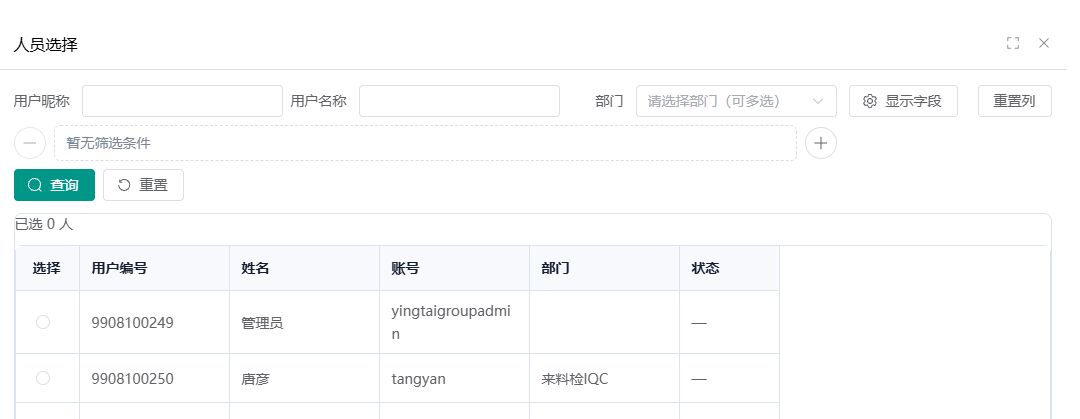 人员选择
用户昵称 用户名称 部门 请选择部门（可多选） 显示字段 重置列
暂无筛选条件
查询 重置
已选 0 人
选择 用户编号 姓名 账号 部门 状态
9908100249 管理员 yingtaigroupadmi
n —
9908100250 唐彦 tangyan 来料检IQC —